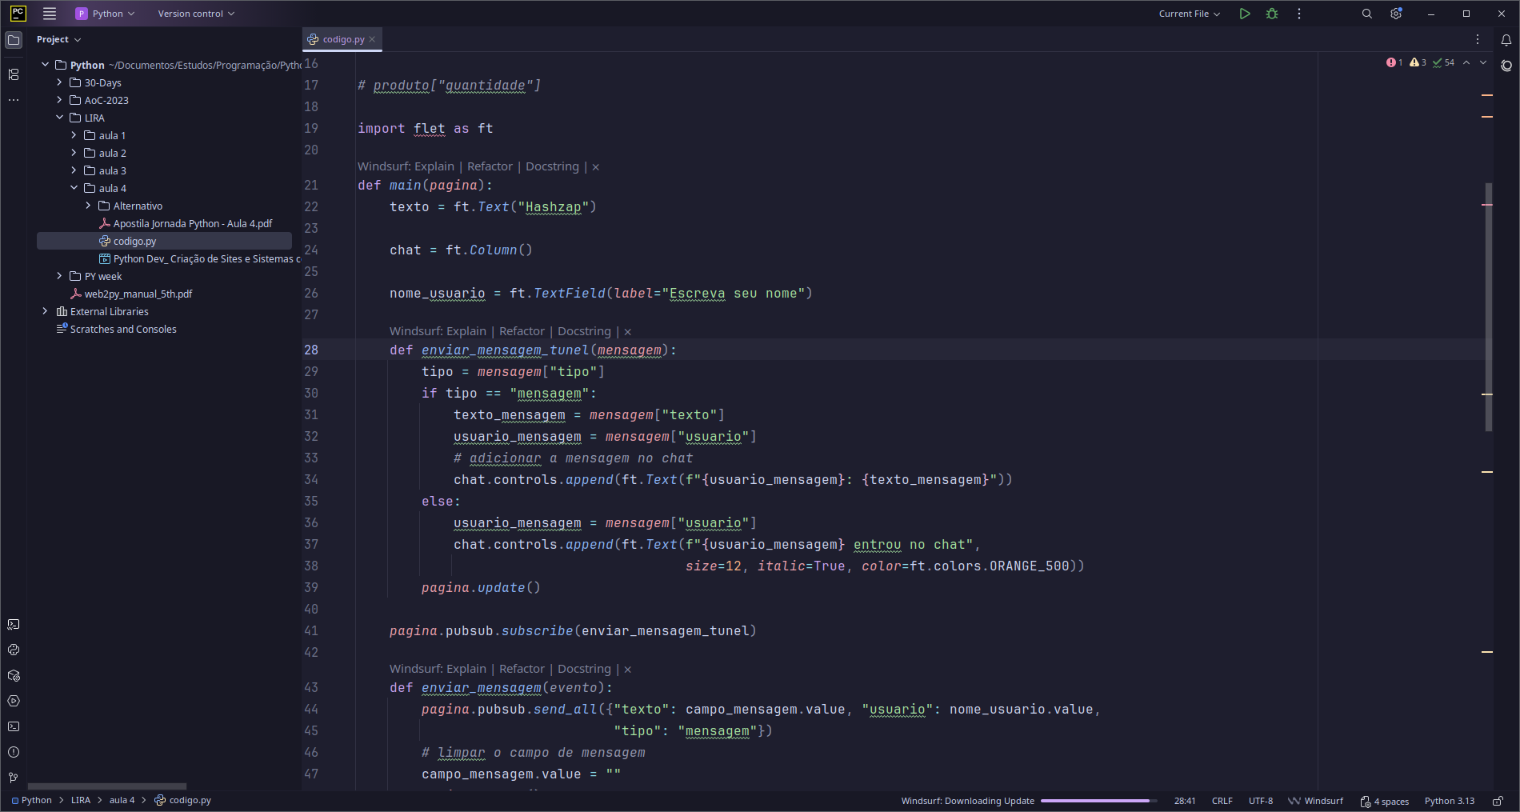 PC
P Python
Version control
Current File
Project
codigo.py
Python ~/Documentos/Estudos/Programação/Pytho
30-Days
AoC-2023
LIRA
aula 1
aula 2
aula 3
aula 4
Alternativo
Apostila Jornada Python - Aula 4.pdf
codigo.py
Python Dev_ Criação de Sites e Sistemas c
PY week
web2py_manual_5th.pdf
External Libraries
Scratches and Consoles
1 3 54
16
17 # produto["quantidade"]
18
19 import flet as ft
20
Windsurf: Explain | Refactor | Docstring | ×
21 def main(pagina):
22 texto = ft.Text("Hashzap")
23
24 chat = ft.Column()
25
26 nome_usuario = ft.TextField(label="Escreva seu nome")
27
Windsurf: Explain | Refactor | Docstring | ×
28 def enviar_mensagem_tunel(mensagem):
29 tipo = mensagem["tipo"]
30 if tipo == "mensagem":
31 texto_mensagem = mensagem["texto"]
32 usuario_mensagem = mensagem["usuario"]
33 # adicionar a mensagem no chat
34 chat.controls.append(ft.Text(f"{usuario_mensagem}: {texto_mensagem}"))
35 else:
36 usuario_mensagem = mensagem["usuario"]
37 chat.controls.append(ft.Text(f"{usuario_mensagem} entrou no chat",
38 size=12, italic=True, color=ft.colors.ORANGE_500))
39 pagina.update()
40
41 pagina.pubsub.subscribe(enviar_mensagem_tunel)
42
Windsurf: Explain | Refactor | Docstring | ×
43 def enviar_mensagem(evento):
44 pagina.pubsub.send_all({"texto": campo_mensagem.value, "usuario": nome_usuario.value,
45 "tipo": "mensagem"})
46 # limpar o campo de mensagem
47 campo_mensagem.value = ""
Python > LIRA > aula 4 > codigo.py
Windsurf: Downloading Update
28:41
CRLF
UTF-8
Windsurf
4 spaces
Python 3.13